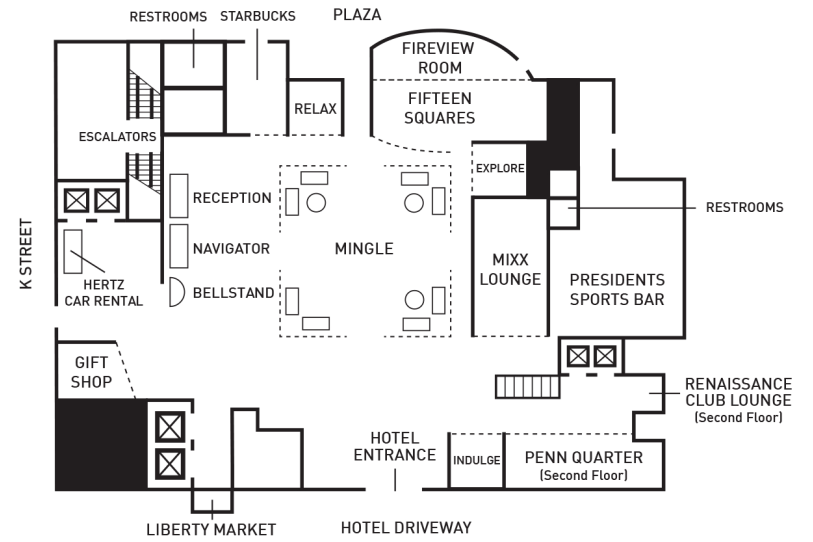 RESTROOMS
STARBUCKS
PLAZA
FIREVIEW
ROOM
RELAX
FIFTEEN
SQUARES
ESCALATORS
EXPLORE
RECEPTION
RESTROOMS
K STREET
NAVIGATOR
MINGLE
MIXX
LOUNGE
PRESIDENTS
SPORTS BAR
HERTZ
CAR RENTAL
BELLSTAND
GIFT
SHOP
RENAISSANCE
CLUB LOUNGE
(Second Floor)
HOTEL
ENTRANCE
INDULGE
PENN QUARTER
(Second Floor)
LIBERTY MARKET
HOTEL DRIVEWAY